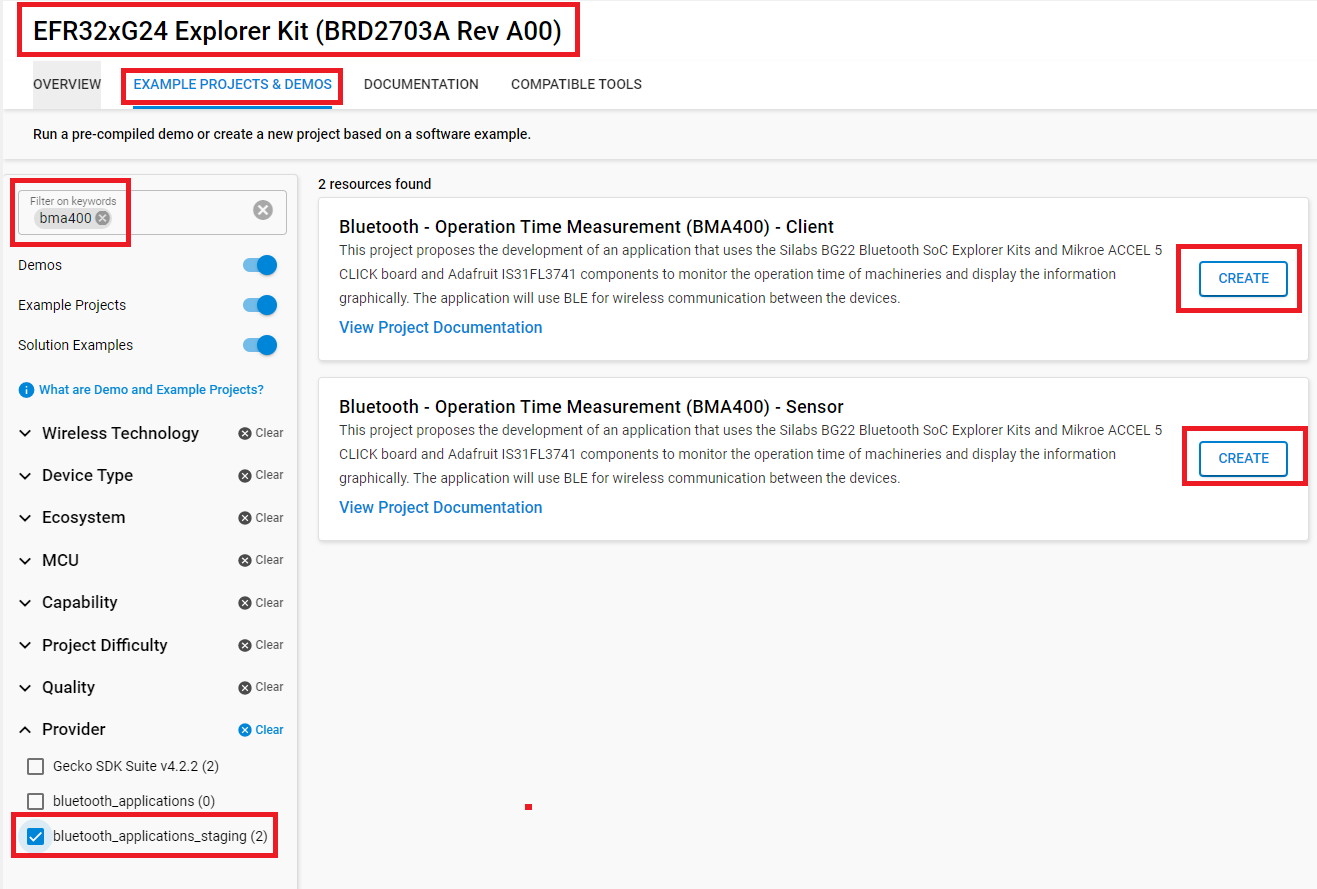 EFR32xG24 Explorer Kit (BRD2703A Rev A00)
OVERVIEW
EXAMPLE PROJECTS & DEMOS
DOCUMENTATION
COMPATIBLE TOOLS
Run a pre-compiled demo or create a new project based on a software example.
Filter on keywords
bma400
Demos
Example Projects
Solution Examples
What are Demo and Example Projects?
Wireless Technology
Clear
Device Type
Clear
Ecosystem
Clear
MCU
Clear
Capability
Clear
Project Difficulty
Clear
Quality
Clear
Provider
Clear
Gecko SDK Suite v4.2.2 (2)
bluetooth_applications (0)
bluetooth_applications_staging (2)
2 resources found
Bluetooth - Operation Time Measurement (BMA400) - Client
This project proposes the development of an application that uses the Silabs BG22 Bluetooth SoC Explorer Kits and Mikroe ACCEL 5
CLICK board and Adafruit IS31FL3741 components to monitor the operation time of machineries and display the information
graphically. The application will use BLE for wireless communication between the devices.
View Project Documentation
CREATE
Bluetooth - Operation Time Measurement (BMA400) - Sensor
This project proposes the development of an application that uses the Silabs BG22 Bluetooth SoC Explorer Kits and Mikroe ACCEL 5
CLICK board and Adafruit IS31FL3741 components to monitor the operation time of machineries and display the information
graphically. The application will use BLE for wireless communication between the devices.
View Project Documentation
CREATE